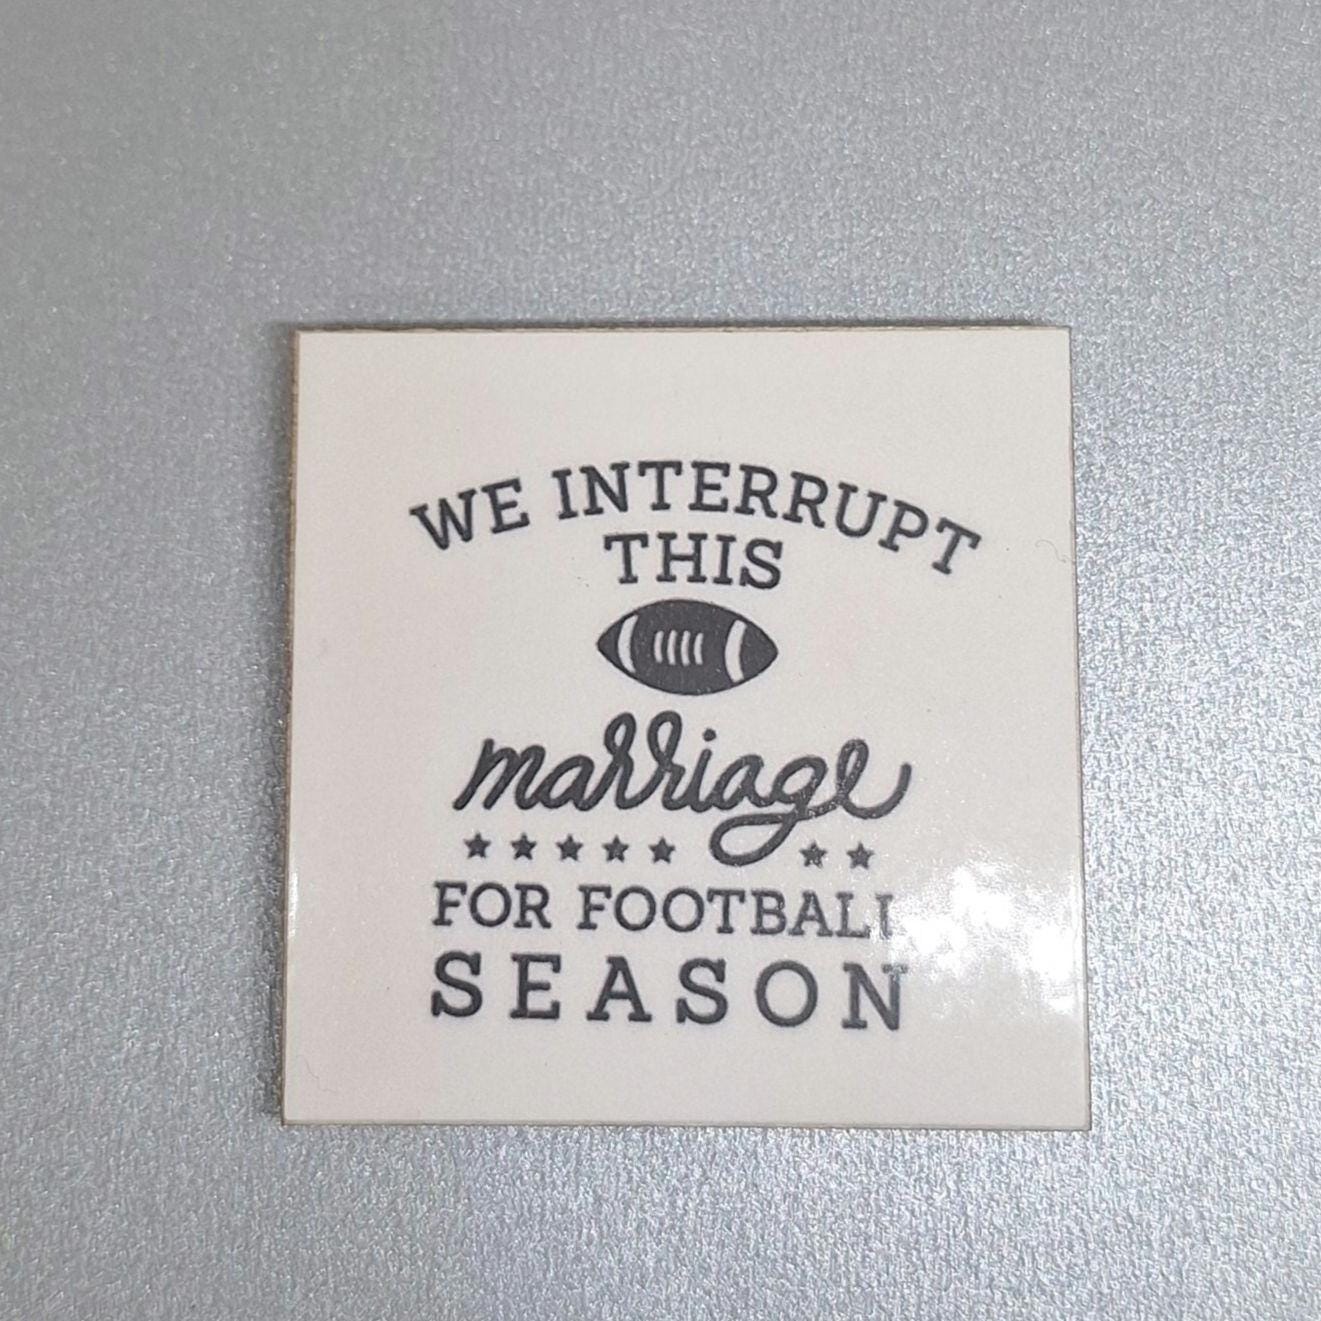 WE INTERRUPT
THIS
marriage
FOR FOOTBALL
SEASON